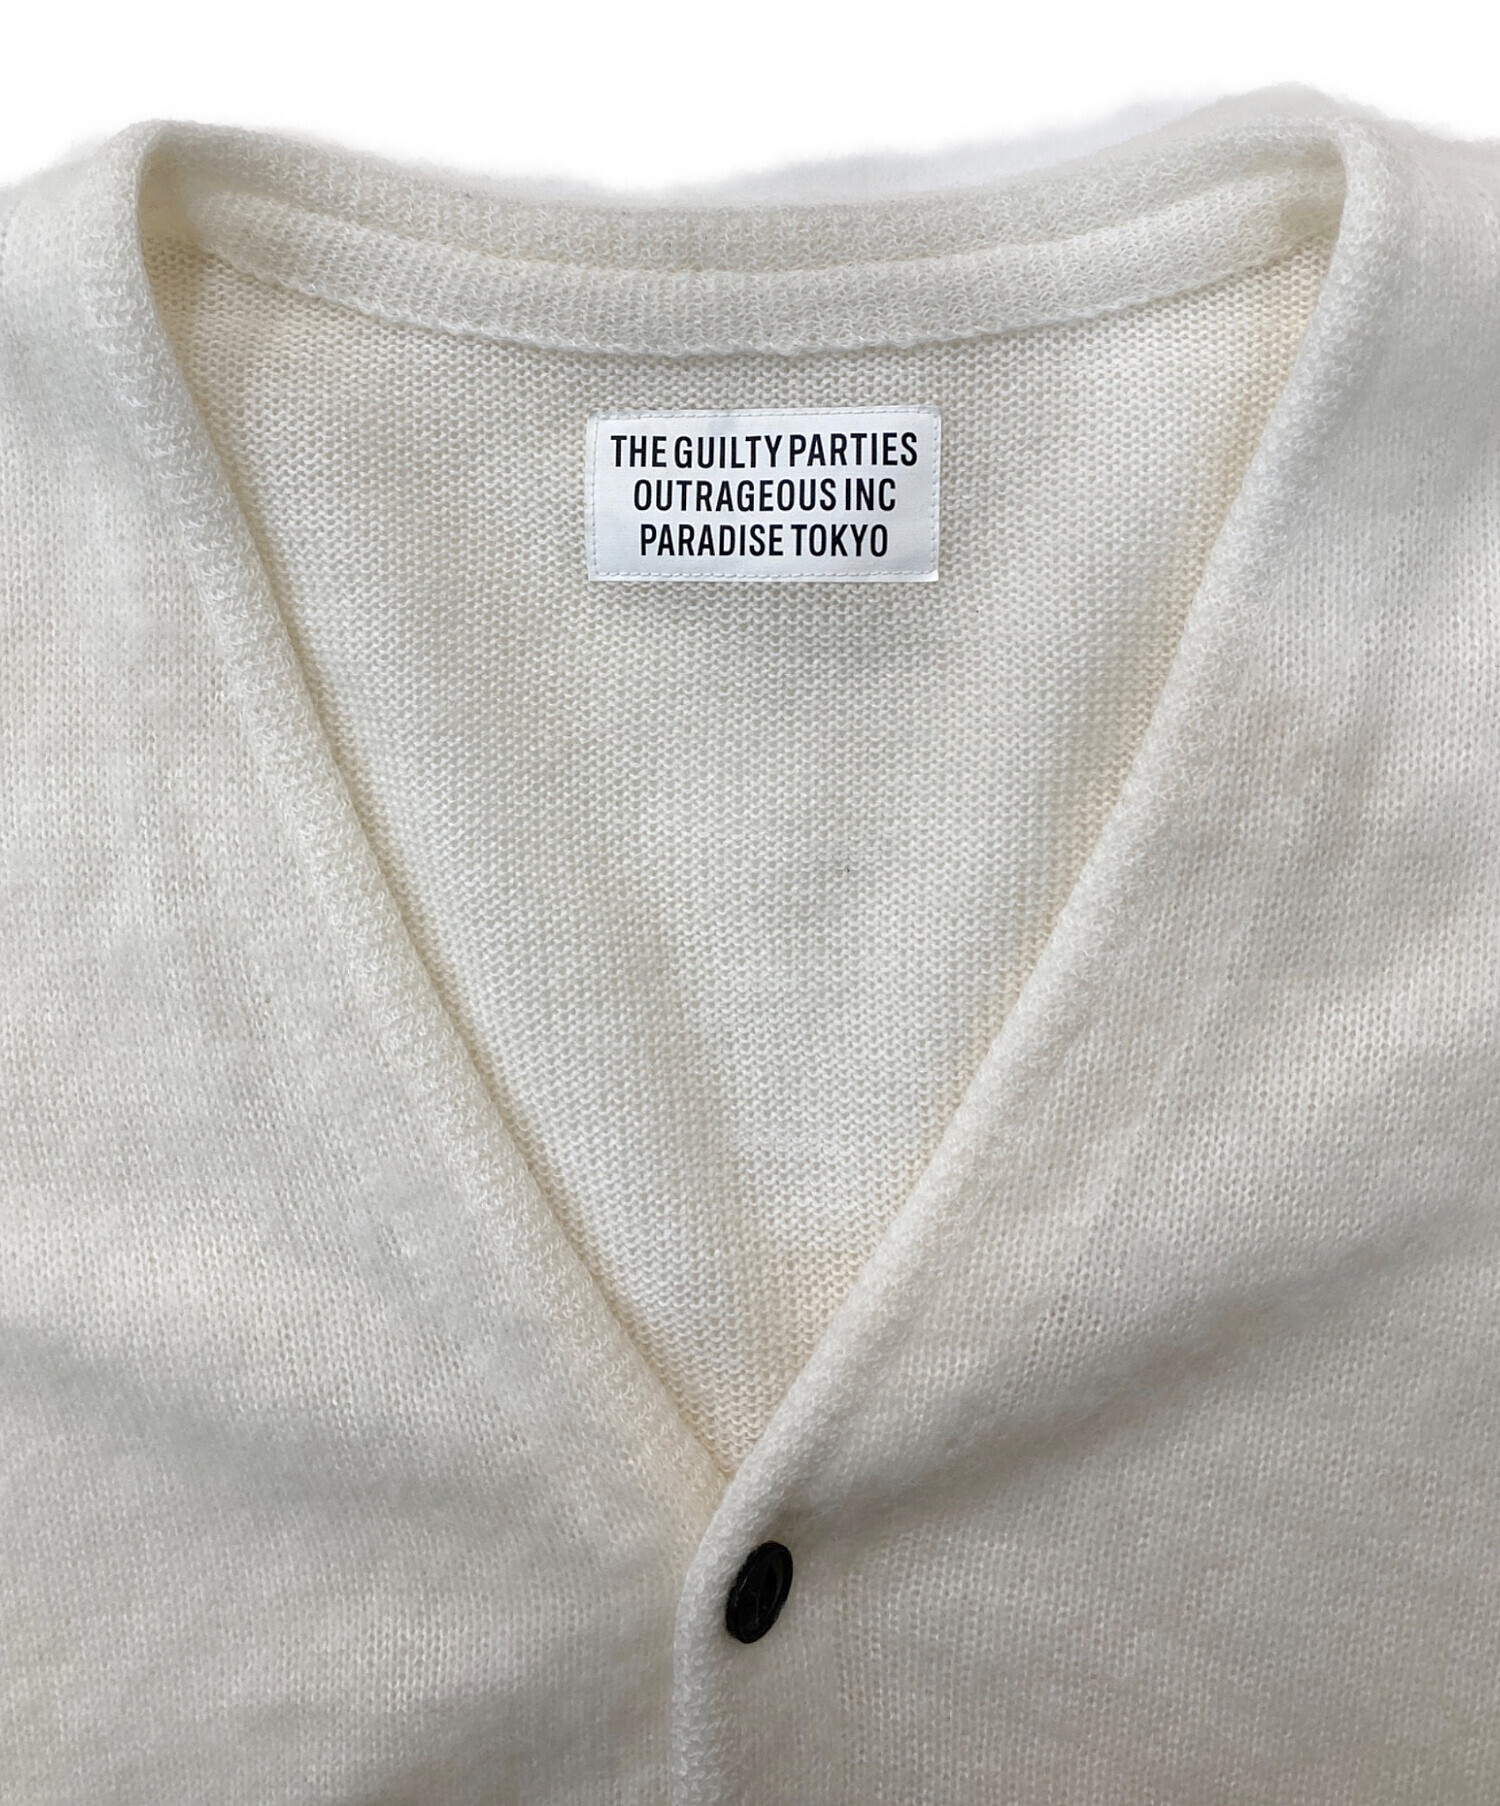 THE GUILTY PARTIES
OUTRAGEOUS INC
PARADISE TOKYO